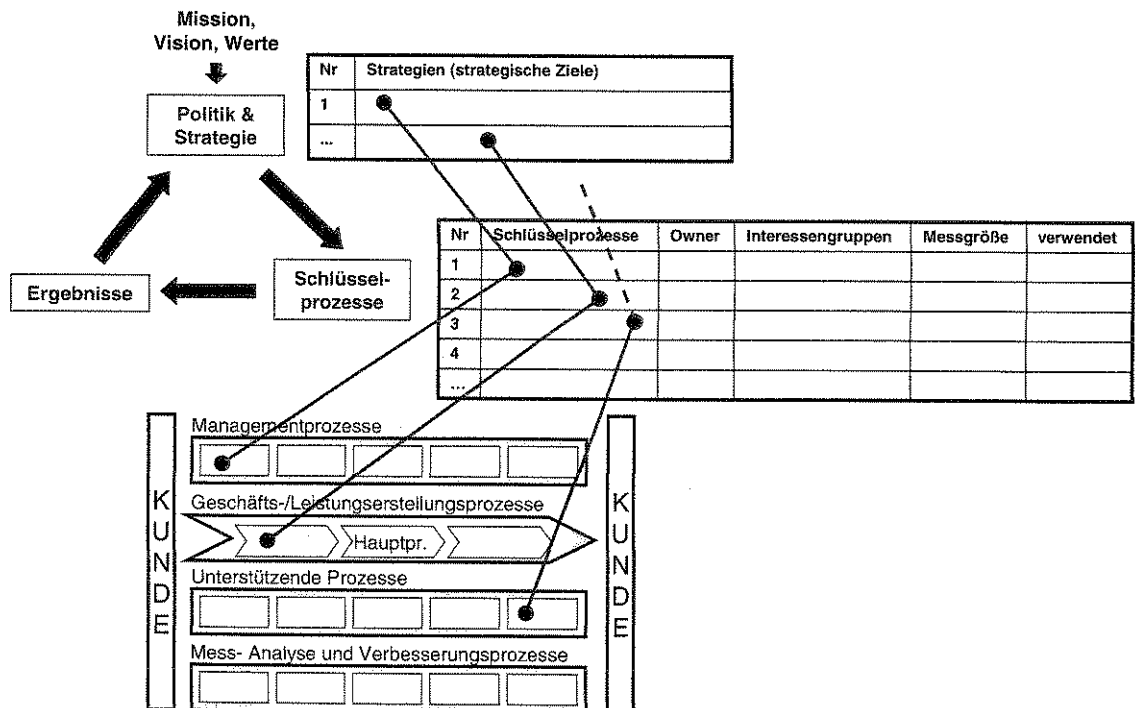 Mission,
Vision, Werte
Politik &
Strategie
Ergebnisse
Schlüssel-
prozesse
Nr Strategien (strategische Ziele)
1
...
Nr Schlüsselprozesse Owner Interessengruppen Messgröße verwendet
1
2
3
4
...
KUNDE
Managementprozesse
Geschäfts-/Leistungserstellungsprozesse
Hauptpr.
Unterstützende Prozesse
Mess- Analyse und Verbesserungsprozesse
KUNDE